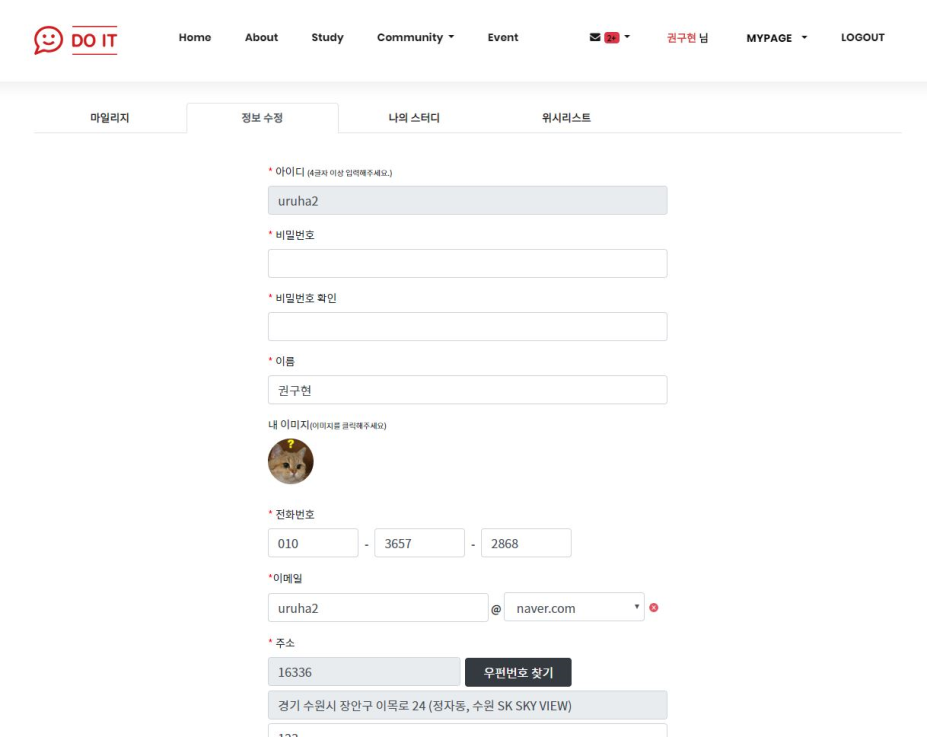 DO IT Home About Study Community Event 2+ 권구현 님 MYPAGE LOGOUT
마일리지 정보 수정 나의 스터디 위시리스트
* 아이디 (4글자 이상 입력해주세요.)
uruha2
* 비밀번호
* 비밀번호 확인
* 이름
권구현
내 이미지(이미지를 클릭해주세요)
?
* 전화번호
010 - 3657 - 2868
*이메일
uruha2 @ naver.com
* 주소
16336 우편번호 찾기
경기 수원시 장안구 이목로 24 (정자동, 수원 SK SKY VIEW)